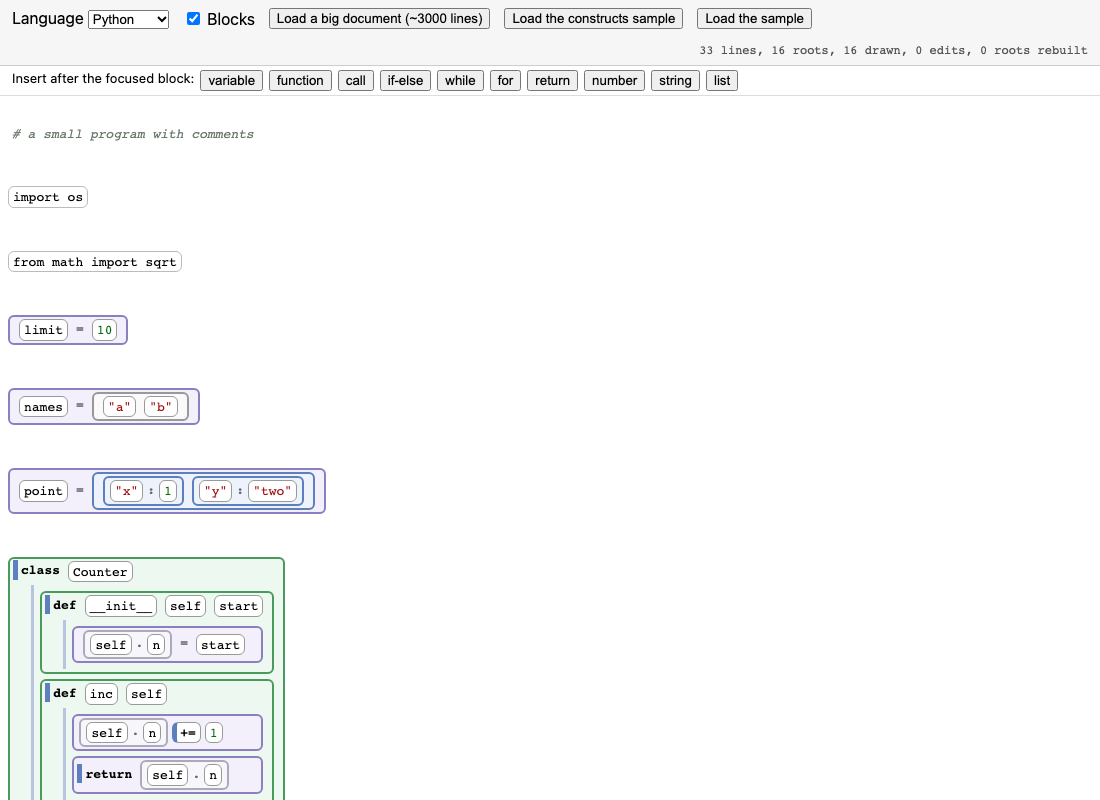 Language Python Blocks Load a big document (~3000 lines) Load the constructs sample Load the sample
33 lines, 16 roots, 16 drawn, 0 edits, 0 roots rebuilt
Insert after the focused block: variable function call if-else while for return number string list
# a small program with comments
import os
from math import sqrt
limit = 10
names = "a" "b"
point = "x" : 1 "y" : "two"
class Counter
def __init__ self start
self . n = start
def inc self
self . n += 1
return self . n